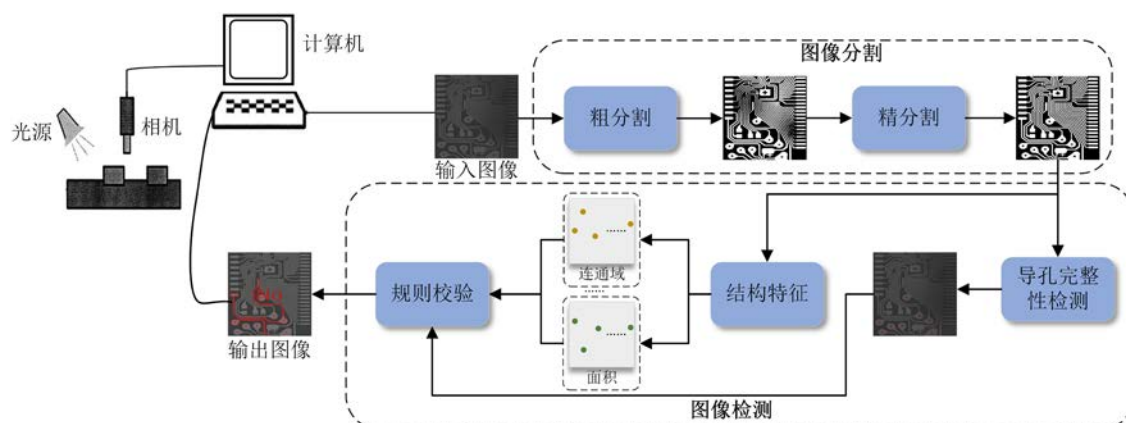 计算机
图像分割
光源
相机
粗分割
精分割
输入图像
......
连通域
......
规则校验
结构特征
导孔完整
性检测
......
面积
输出图像
图像检测